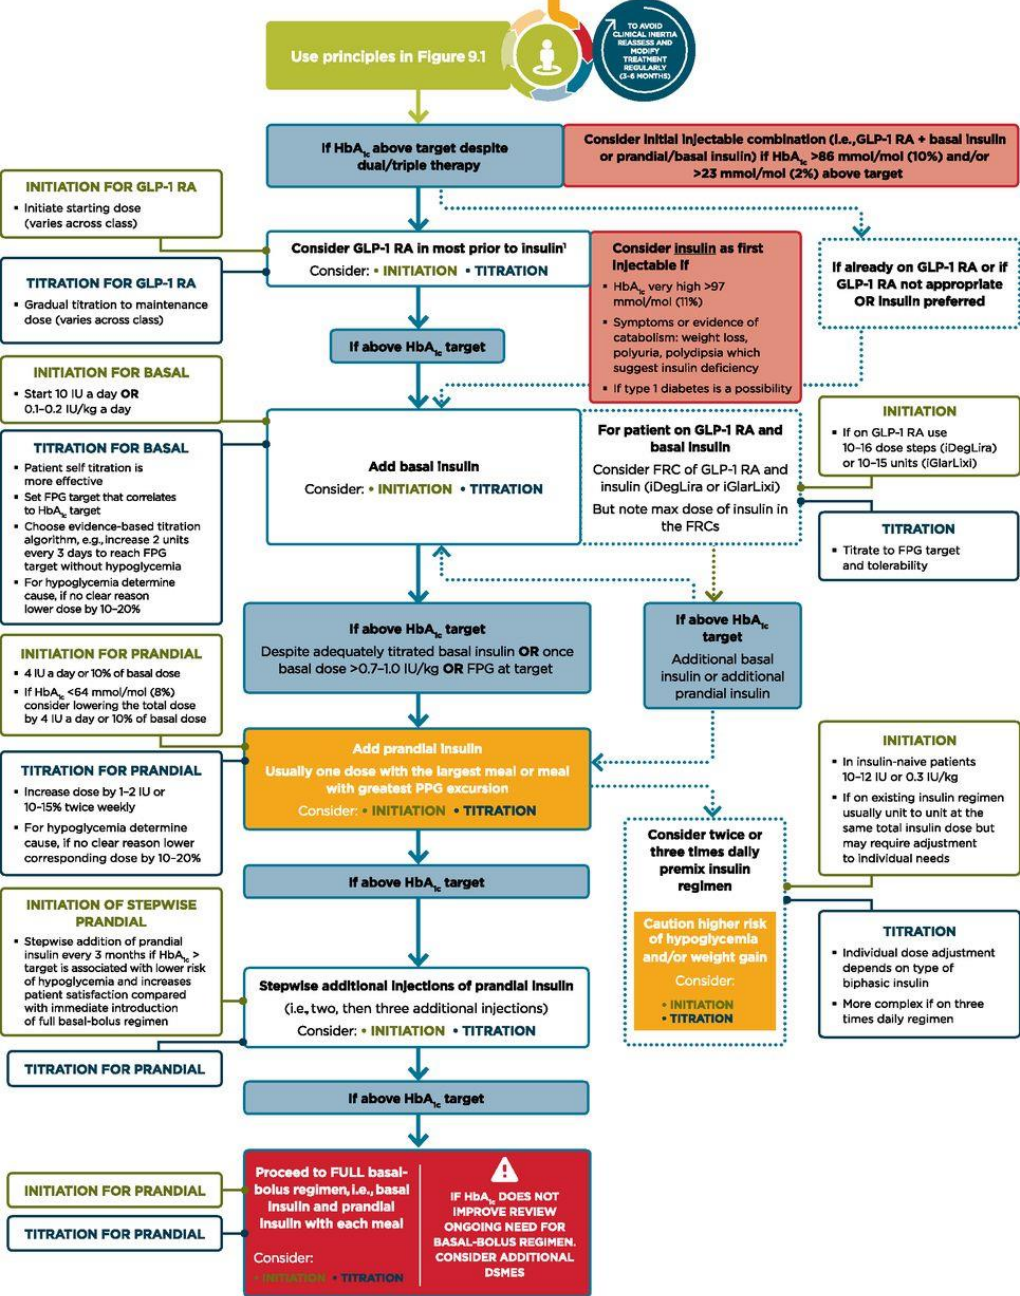 Use principles in Figure 9.1
TO AVOID
CLINICAL INERTIA
REASSESS AND
MODIFY
TREATMENT
REGULARLY
(3-6 MONTHS)
If HbA1c above target despite
dual/triple therapy
Consider initial injectable combination (i.e., GLP-1 RA + basal insulin
or prandial/basal insulin) if HbA1c >86 mmol/mol (10%) and/or
>23 mmol/mol (2%) above target
INITIATION FOR GLP-1 RA
▪ Initiate starting dose
(varies across class)
TITRATION FOR GLP-1 RA
▪ Gradual titration to maintenance
dose (varies across class)
Consider GLP-1 RA in most prior to insulin¹
Consider: • INITIATION • TITRATION
Consider insulin as first
injectable if
▪ HbA1c very high >97
mmol/mol (11%)
▪ Symptoms or evidence of
catabolism: weight loss,
polyuria, polydipsia which
suggest insulin deficiency
▪ If type 1 diabetes is a possibility
If already on GLP-1 RA or if
GLP-1 RA not appropriate
OR insulin preferred
If above HbA1c target
INITIATION FOR BASAL
▪ Start 10 IU a day OR
0.1–0.2 IU/kg a day
TITRATION FOR BASAL
▪ Patient self titration is
more effective
▪ Set FPG target that correlates
to HbA1c target
▪ Choose evidence-based titration
algorithm, e.g., increase 2 units
every 3 days to reach FPG
target without hypoglycemia
▪ For hypoglycemia determine
cause, if no clear reason
lower dose by 10–20%
Add basal insulin
Consider: • INITIATION • TITRATION
For patient on GLP-1 RA and
basal insulin
Consider FRC of GLP-1 RA and
insulin (iDegLira or iGlarLixi)
But note max dose of insulin in
the FRCs
INITIATION
▪ If on GLP-1 RA use
10–16 dose steps (iDegLira)
or 10–15 units (iGlarLixi)
TITRATION
▪ Titrate to FPG target
and tolerability
If above HbA1c target
Despite adequately titrated basal insulin OR once
basal dose >0.7–1.0 IU/kg OR FPG at target
If above HbA1c
target
Additional basal
insulin or additional
prandial insulin
INITIATION FOR PRANDIAL
▪ 4 IU a day or 10% of basal dose
▪ If HbA1c <64 mmol/mol (8%)
consider lowering the total dose
by 4 IU a day or 10% of basal dose
TITRATION FOR PRANDIAL
▪ Increase dose by 1–2 IU or
10–15% twice weekly
▪ For hypoglycemia determine
cause, if no clear reason lower
corresponding dose by 10–20%
Add prandial insulin
Usually one dose with the largest meal or meal
with greatest PPG excursion
Consider: • INITIATION • TITRATION
If above HbA1c target
Consider twice or
three times daily
premix insulin
regimen
Caution higher risk
of hypoglycemia
and/or weight gain
Consider:
• INITIATION
• TITRATION
INITIATION
▪ In insulin-naive patients
10–12 IU or 0.3 IU/kg
▪ If on existing insulin regimen
usually unit to unit at the
same total insulin dose but
may require adjustment
to individual needs
TITRATION
▪ Individual dose adjustment
depends on type of
biphasic insulin
▪ More complex if on three
times daily regimen
INITIATION OF STEPWISE
PRANDIAL
▪ Stepwise addition of prandial
insulin every 3 months if HbA1c >
target is associated with lower risk
of hypoglycemia and increases
patient satisfaction compared
with immediate introduction
of full basal-bolus regimen
TITRATION FOR PRANDIAL
Stepwise additional injections of prandial insulin
(i.e., two, then three additional injections)
Consider: • INITIATION • TITRATION
If above HbA1c target
INITIATION FOR PRANDIAL
TITRATION FOR PRANDIAL
Proceed to FULL basal-
bolus regimen, i.e., basal
insulin and prandial
insulin with each meal
Consider:
• INITIATION • TITRATION
IF HbA1c DOES NOT
IMPROVE REVIEW
ONGOING NEED FOR
BASAL-BOLUS REGIMEN.
CONSIDER ADDITIONAL
DSMES